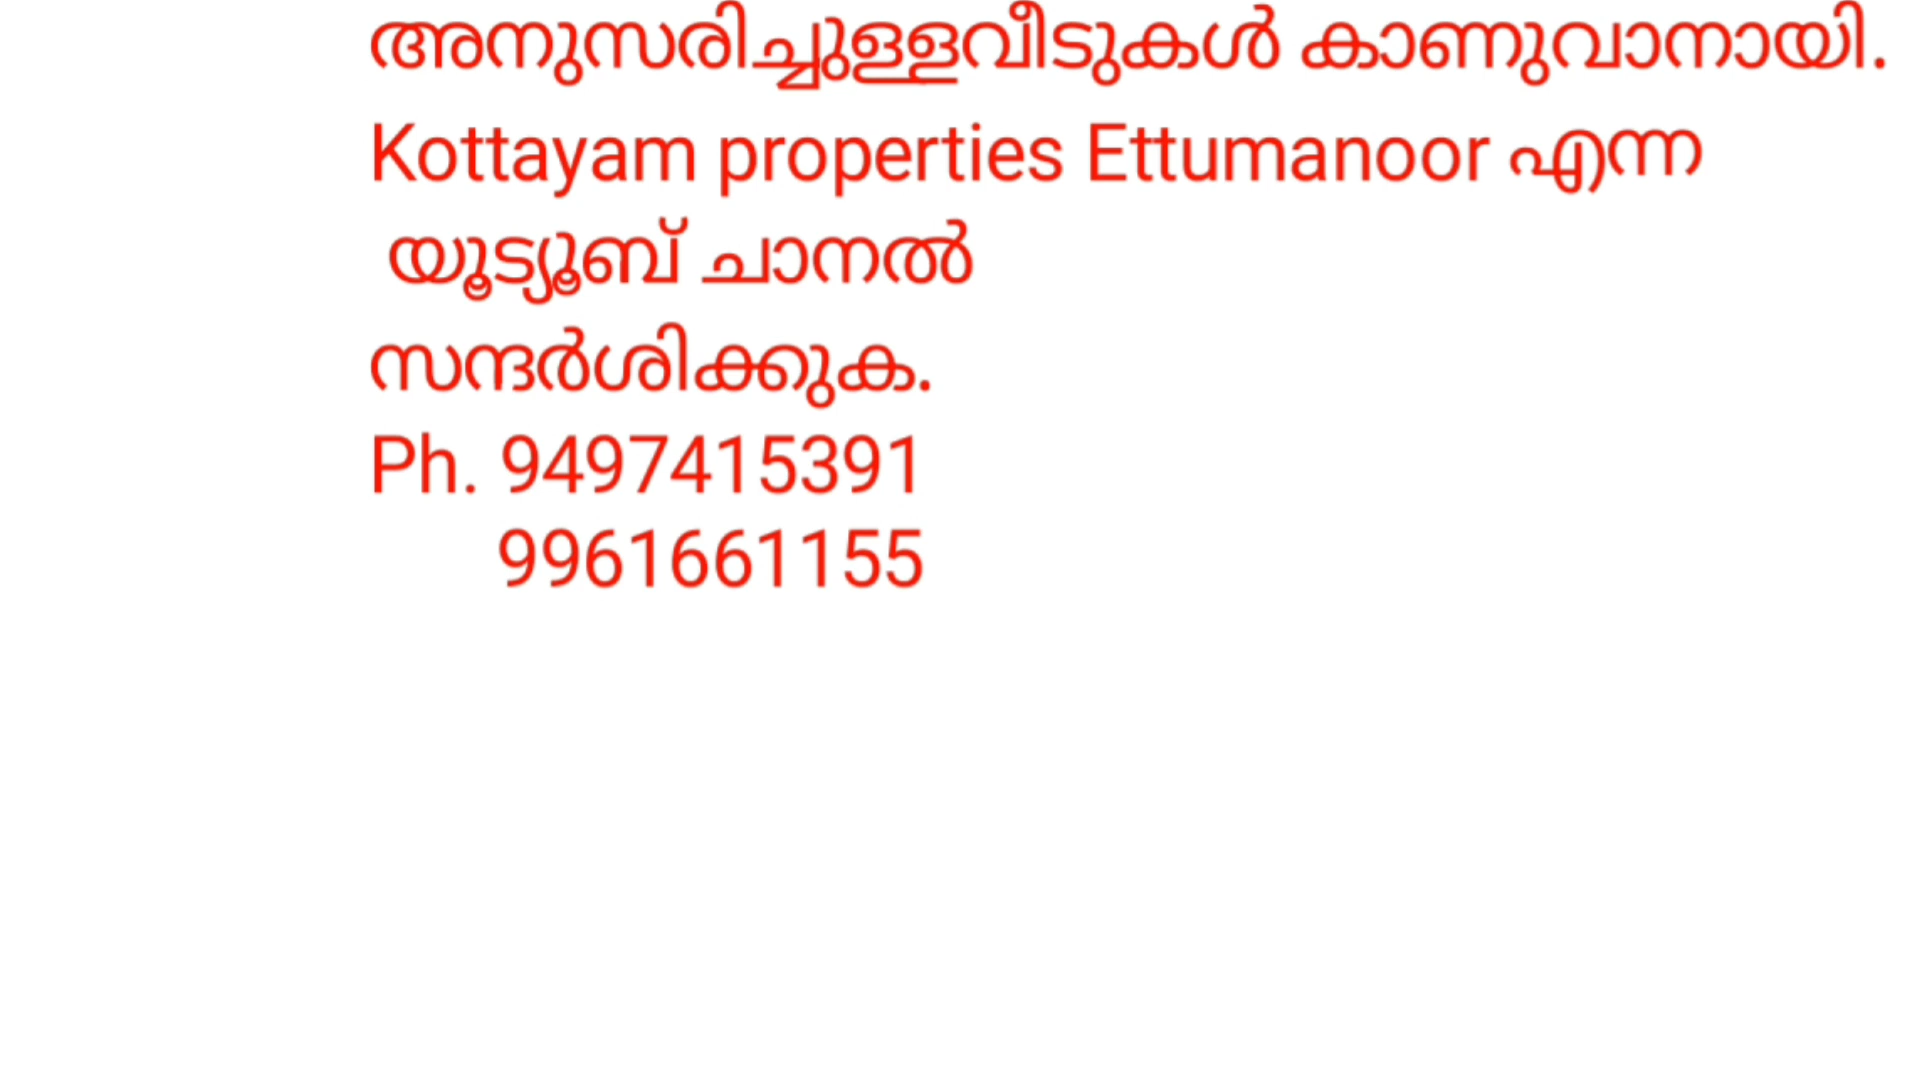 അനുസരിച്ചുള്ളവീടുകൾ കാണുവാനായി.
Kottayam properties Ettumanoor എന്ന
യൂട്യൂബ് ചാനൽ
സന്ദർശിക്കുക.
Ph. 9497415391
9961661155